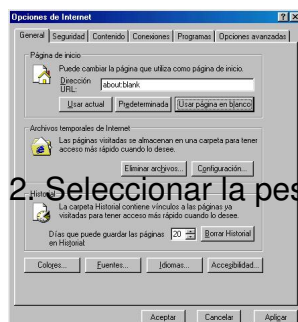 Opciones de Internet
General Seguridad Contenido Conexiones Programas Opciones avanzadas
Página de inicio
Puede cambiar la página que utiliza como página de inicio.
Dirección URL: about:blank
Usar actual Predeterminada Usar página en blanco
Archivos temporales de Internet
Las páginas visitadas se almacenan en una carpeta para tener
acceso más rápido cuando lo desee.
Eliminar archivos... Configuración...
2. Seleccionar la pes
Historial
La carpeta Historial contiene vínculos a las páginas ya
visitadas para tener acceso más rápido cuando lo desee.
Días que puede guardar las páginas en Historial: 20 Borrar Historial
Colores... Fuentes... Idiomas... Accesibilidad...
Aceptar Cancelar Aplicar